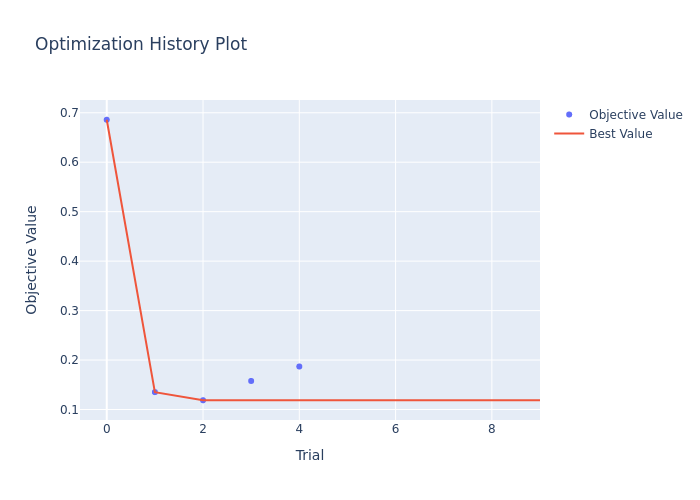 Optimization History Plot
Objective Value
Best Value
0.7
0.6
0.5
0.4
0.3
0.2
0.1
Objective Value
0
2
4
6
8
Trial